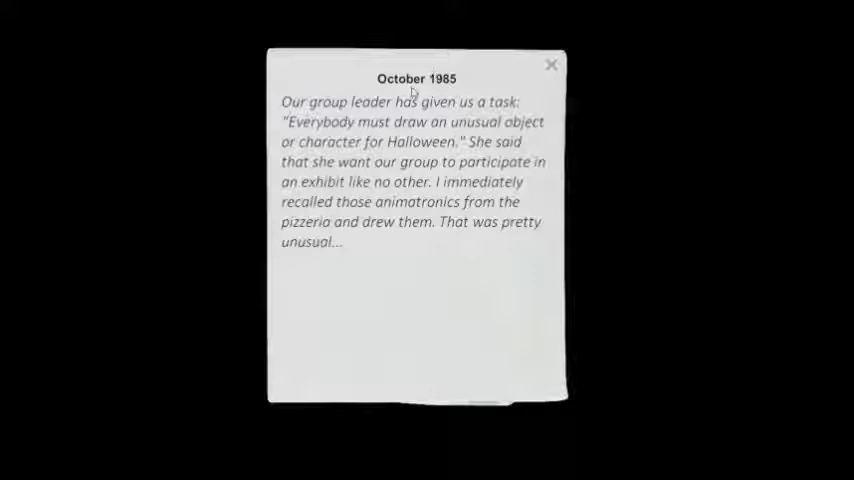 October 1985
Our group leader has given us a task:
"Everybody must draw an unusual object
or character for Halloween." She said
that she want our group to participate in
an exhibit like no other. I immediately
recalled those animatronics from the
pizzeria and drew them. That was pretty
unusual...